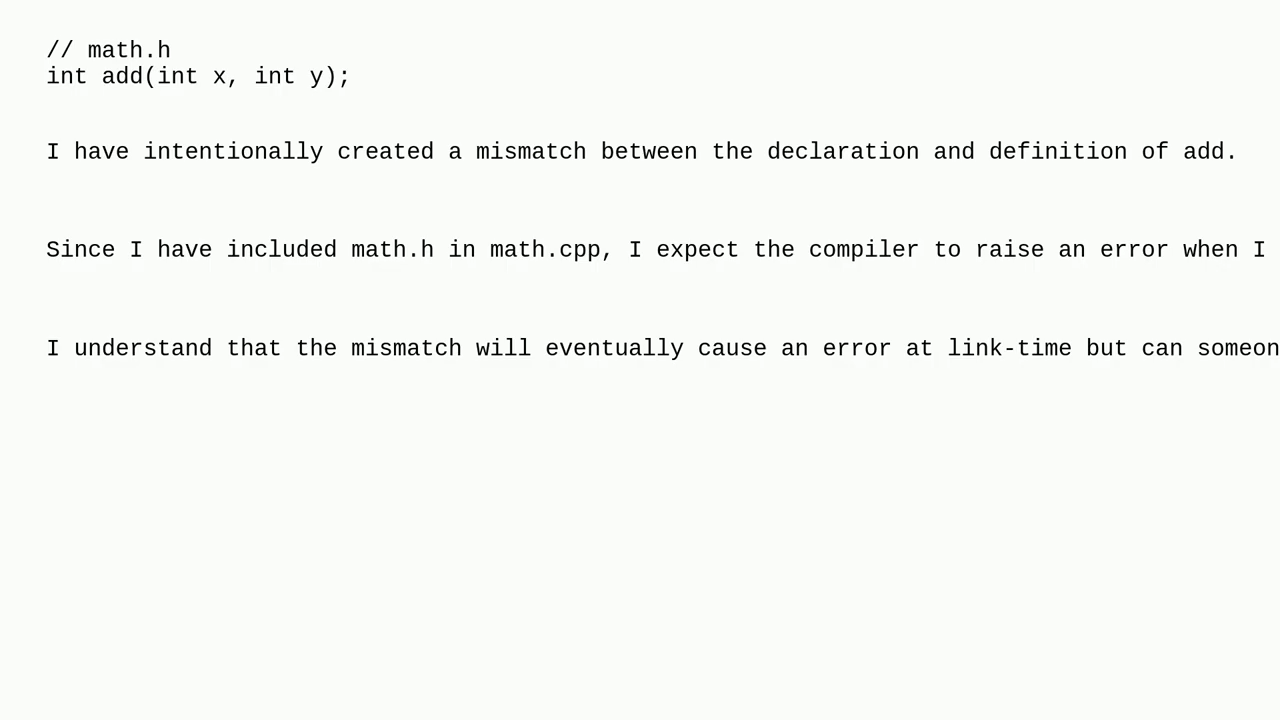 // math.h
int add(int x, int y);
I have intentionally created a mismatch between the declaration and definition of add.
Since I have included math.h in math.cpp, I expect the compiler to raise an error when I
I understand that the mismatch will eventually cause an error at link-time but can